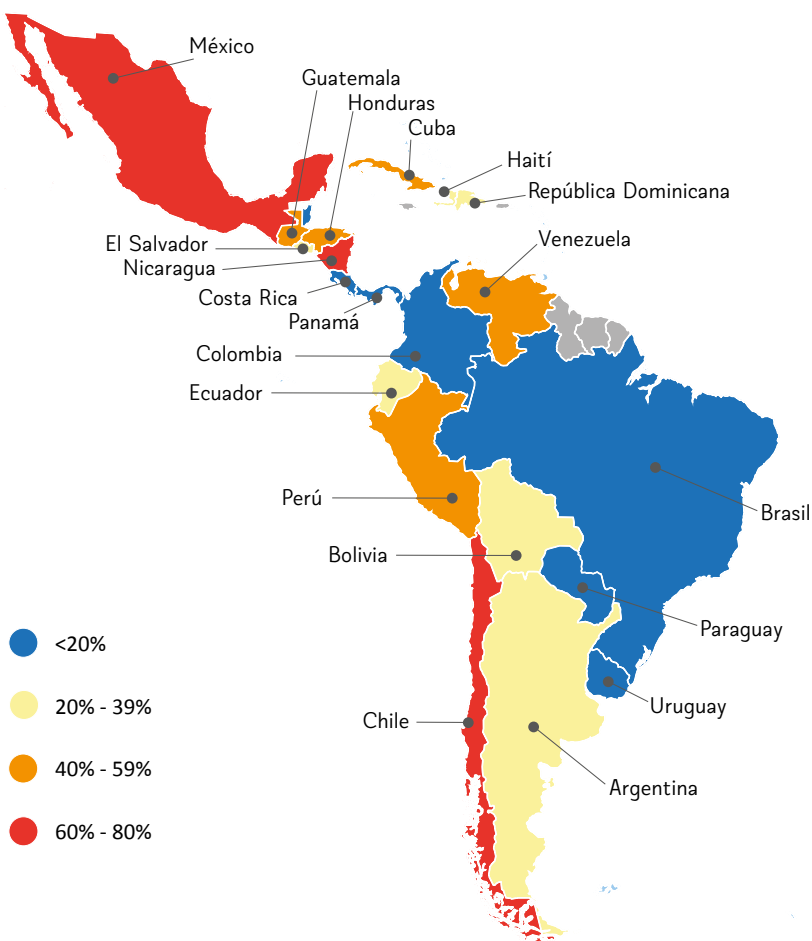 México
Guatemala
Honduras
Cuba
Haití
República Dominicana
El Salvador
Venezuela
Nicaragua
Costa Rica
Panamá
Colombia
Ecuador
Perú
Brasil
Bolivia
Paraguay
<20%
20% - 39%
Uruguay
Chile
40% - 59%
Argentina
60% - 80%